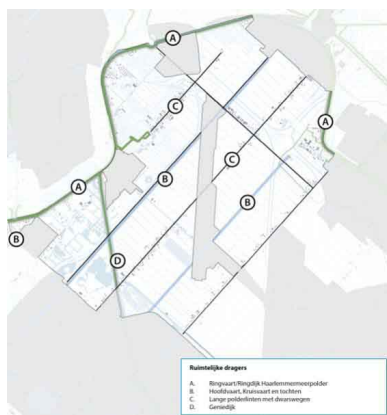 A
C
A
C
B
A
B
B
D
Ruimtelijke dragers
A. Ringvaart/Ringdijk Haarlemmermeerpolder
B. Hoofdvaart, Kruisvaart en tochten
C. Lange polderlinten met dwarswegen
D. Geniedijk